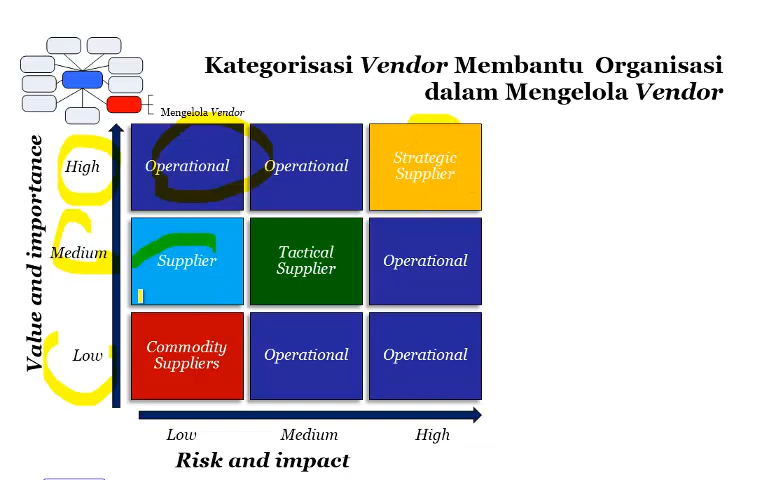 Kategorisasi Vendor Membantu Organisasi
dalam Mengelola Vendor
Mengelola Vendor
Value and importance
High
Operational
Operational
Strategic
Supplier
Medium
Supplier
Tactical
Supplier
Operational
Low
Commodity
Suppliers
Operational
Operational
Low
Medium
High
Risk and impact